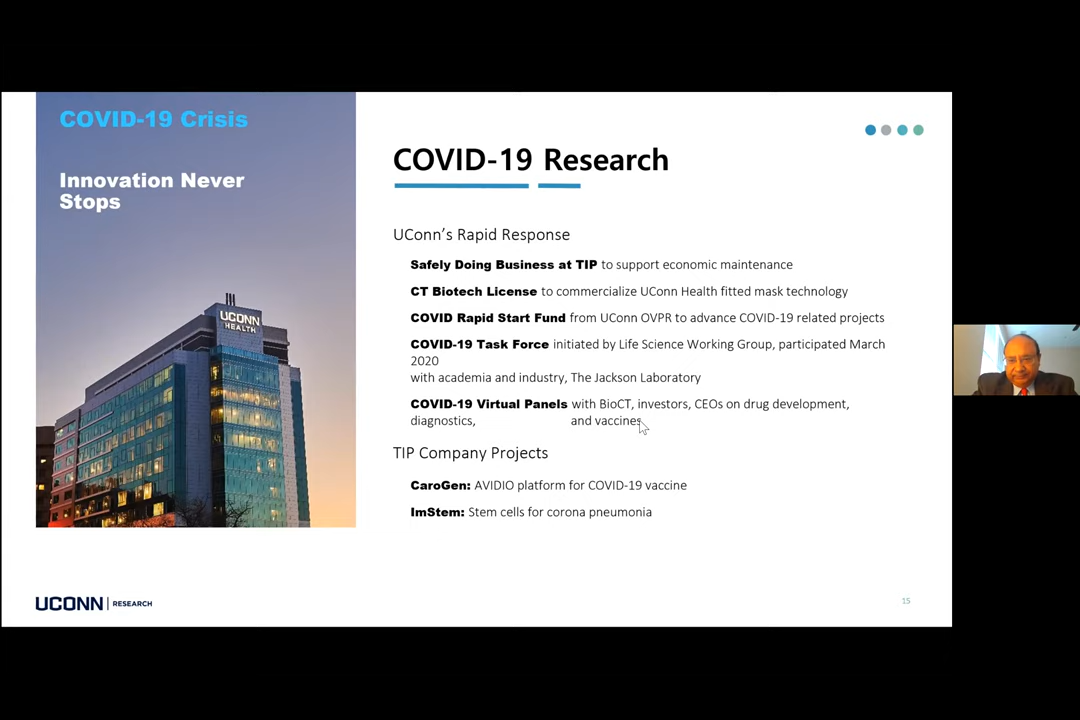 COVID-19 Crisis
Innovation Never
Stops
UCONN
HEALTH
COVID-19 Research
UConn's Rapid Response
Safely Doing Business at TIP to support economic maintenance
CT Biotech License to commercialize UConn Health fitted mask technology
COVID Rapid Start Fund from UConn OVPR to advance COVID-19 related projects
COVID-19 Task Force initiated by Life Science Working Group, participated March
2020
with academia and industry, The Jackson Laboratory
COVID-19 Virtual Panels with BioCT, investors, CEOs on drug development,
diagnostics, and vaccines
TIP Company Projects
CaroGen: AVIDIO platform for COVID-19 vaccine
ImStem: Stem cells for corona pneumonia
UCONN | RESEARCH
15